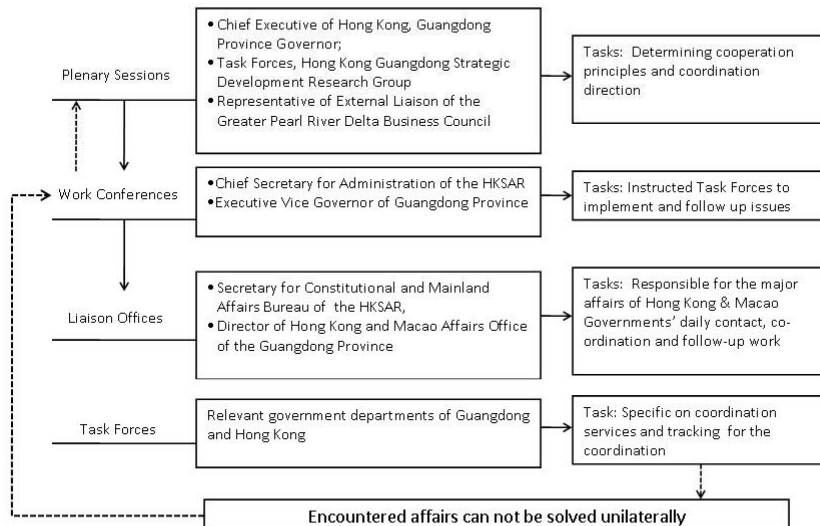 Plenary Sessions
• Chief Executive of Hong Kong, Guangdong
Province Governor;
• Task Forces, Hong Kong Guangdong Strategic
Development Research Group
• Representative of External Liaison of the
Greater Pearl River Delta Business Council
Tasks: Determining cooperation
principles and coordination
direction
Work Conferences
• Chief Secretary for Administration of the HKSAR
• Executive Vice Governor of Guangdong Province
Tasks: Instructed Task Forces to
implement and follow up issues
Liaison Offices
• Secretary for Constitutional and Mainland
Affairs Bureau of the HKSAR,
• Director of Hong Kong and Macao Affairs Office
of the Guangdong Province
Tasks: Responsible for the major
affairs of Hong Kong & Macao
Governments' daily contact, co-
ordination and follow-up work
Task Forces
Relevant government departments of Guangdong
and Hong Kong
Task: Specific on coordination
services and tracking for the
coordination
Encountered affairs can not be solved unilaterally